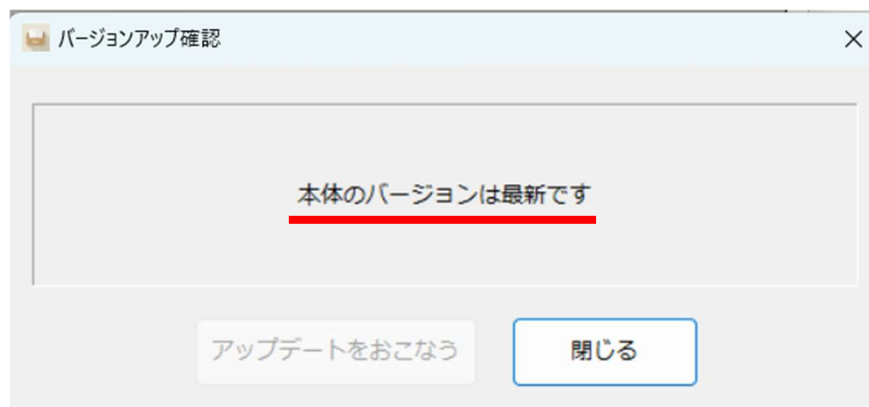 バージョンアップ確認
本体のバージョンは最新です
アップデートをおこなう
閉じる